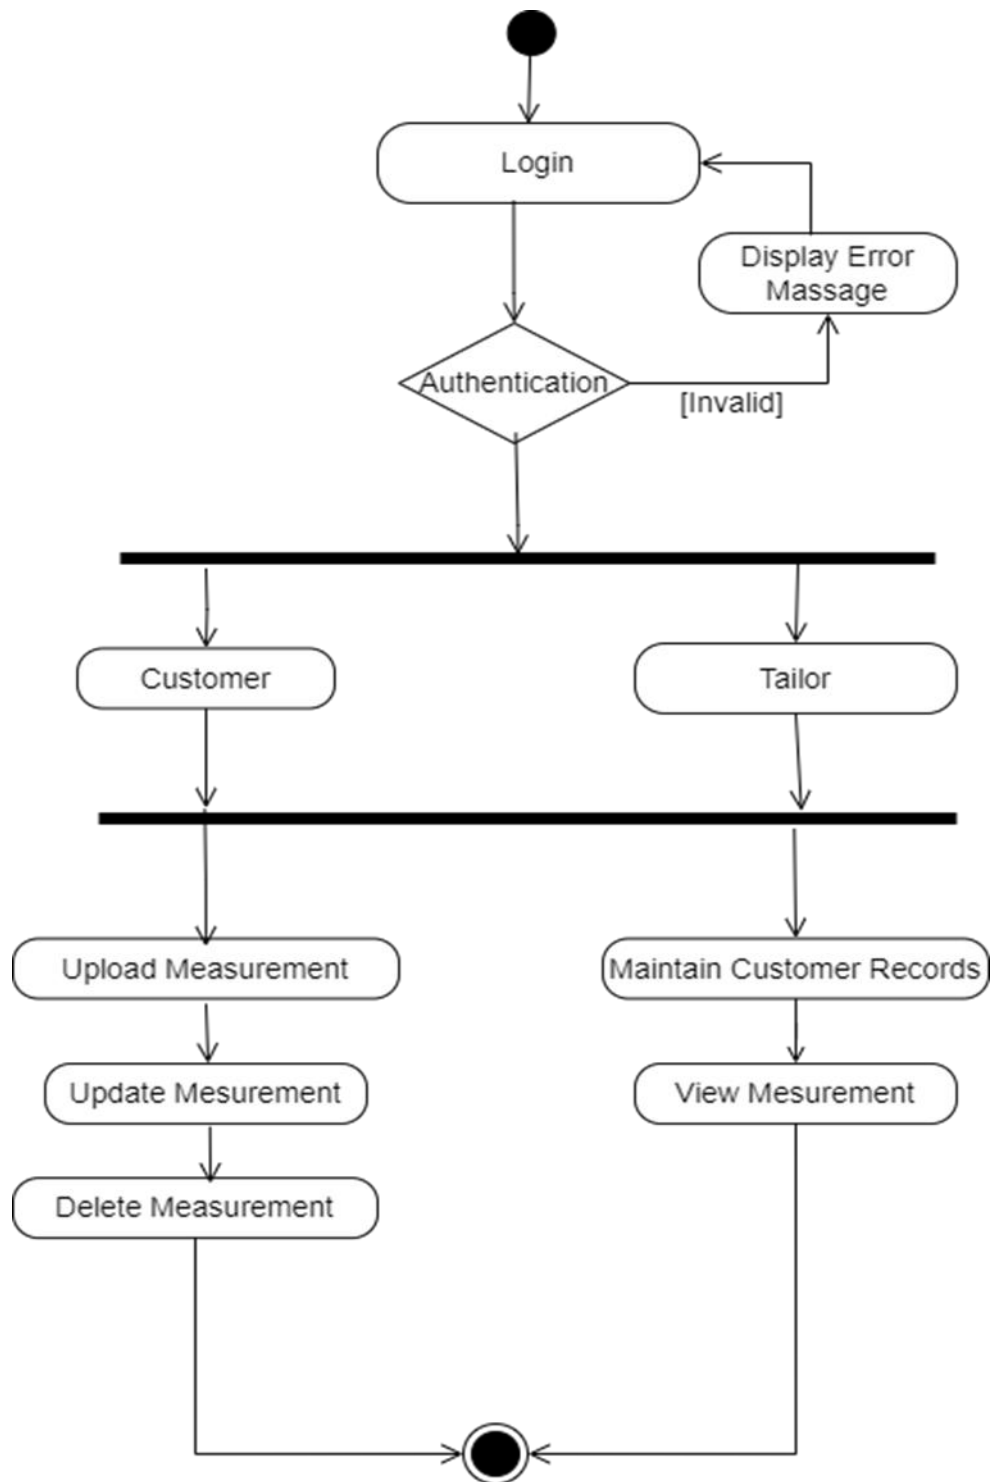 Login
Display Error
Massage
Authentication
[Invalid]
Customer
Tailor
Upload Measurement
Maintain Customer Records
Update Mesurement
View Mesurement
Delete Measurement